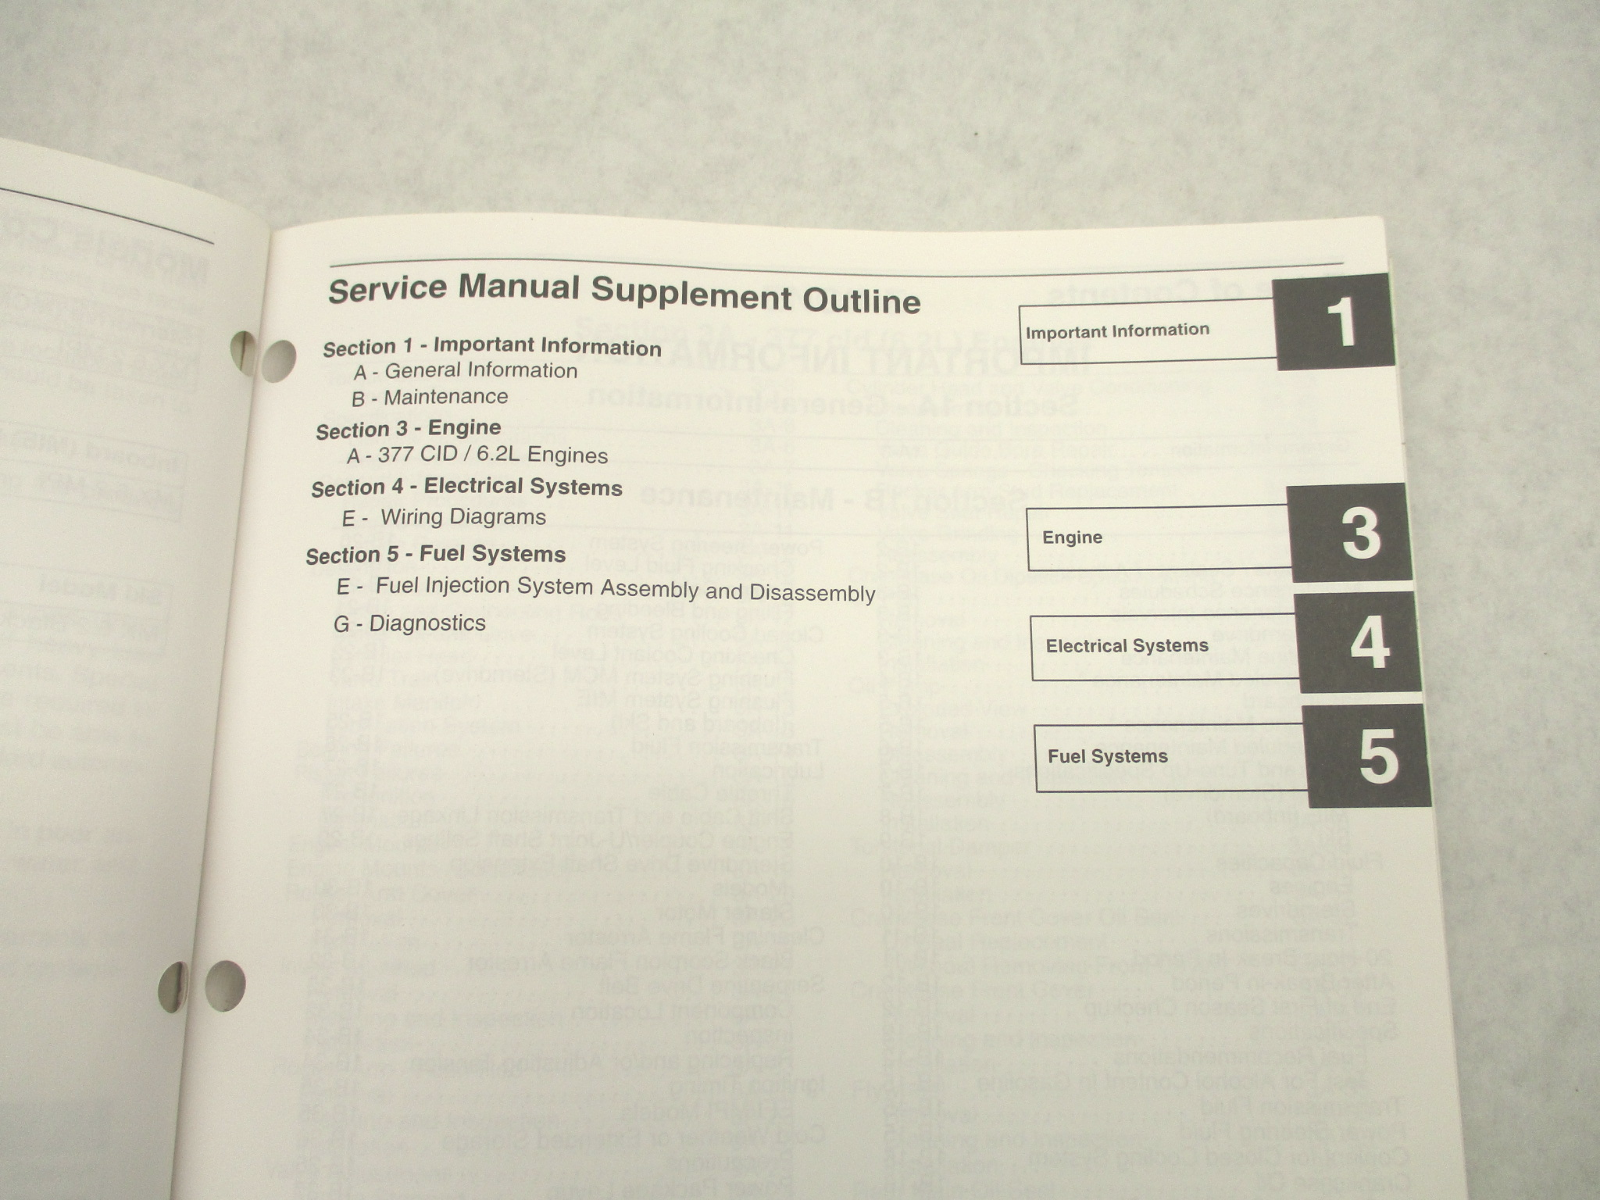 Service Manual Supplement Outline
Section 1 - Important Information
A - General Information
B - Maintenance
Section 3 - Engine
A - 377 CID / 6.2L Engines
Section 4 - Electrical Systems
E - Wiring Diagrams
Section 5 - Fuel Systems
E - Fuel Injection System Assembly and Disassembly
G - Diagnostics
Important Information 1
Engine 3
Electrical Systems 4
Fuel Systems 5